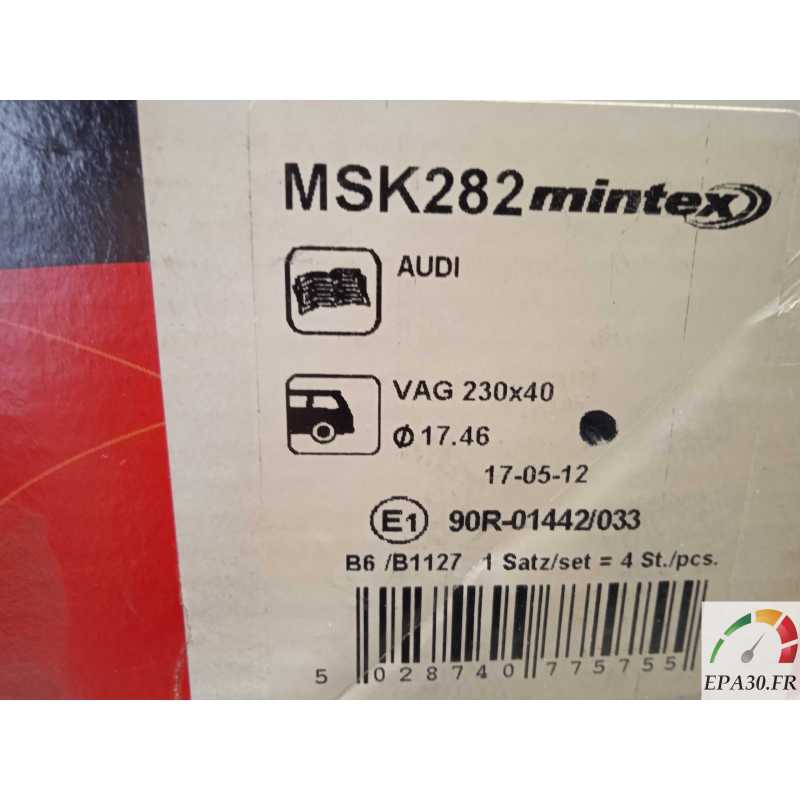 MSK282 mintex
AUDI
VAG 230x40
Ø 17.46
17-05-12
E1 90R-01442/033
B6 /B1127 1 Satz/set = 4 St./pcs.
5 028740 775755
EPA30.FR